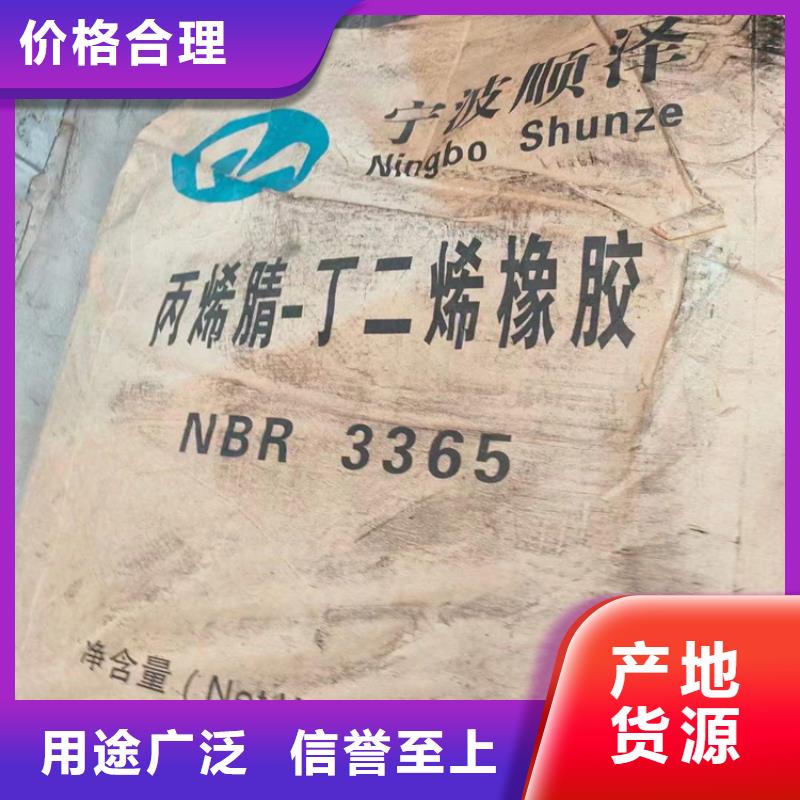 价格合理
宁波顺泽
Ningbo Shunze
丙烯腈-丁二烯橡胶
NBR 3365
净含量(Net
用途广泛 信誉至上
产地
货源